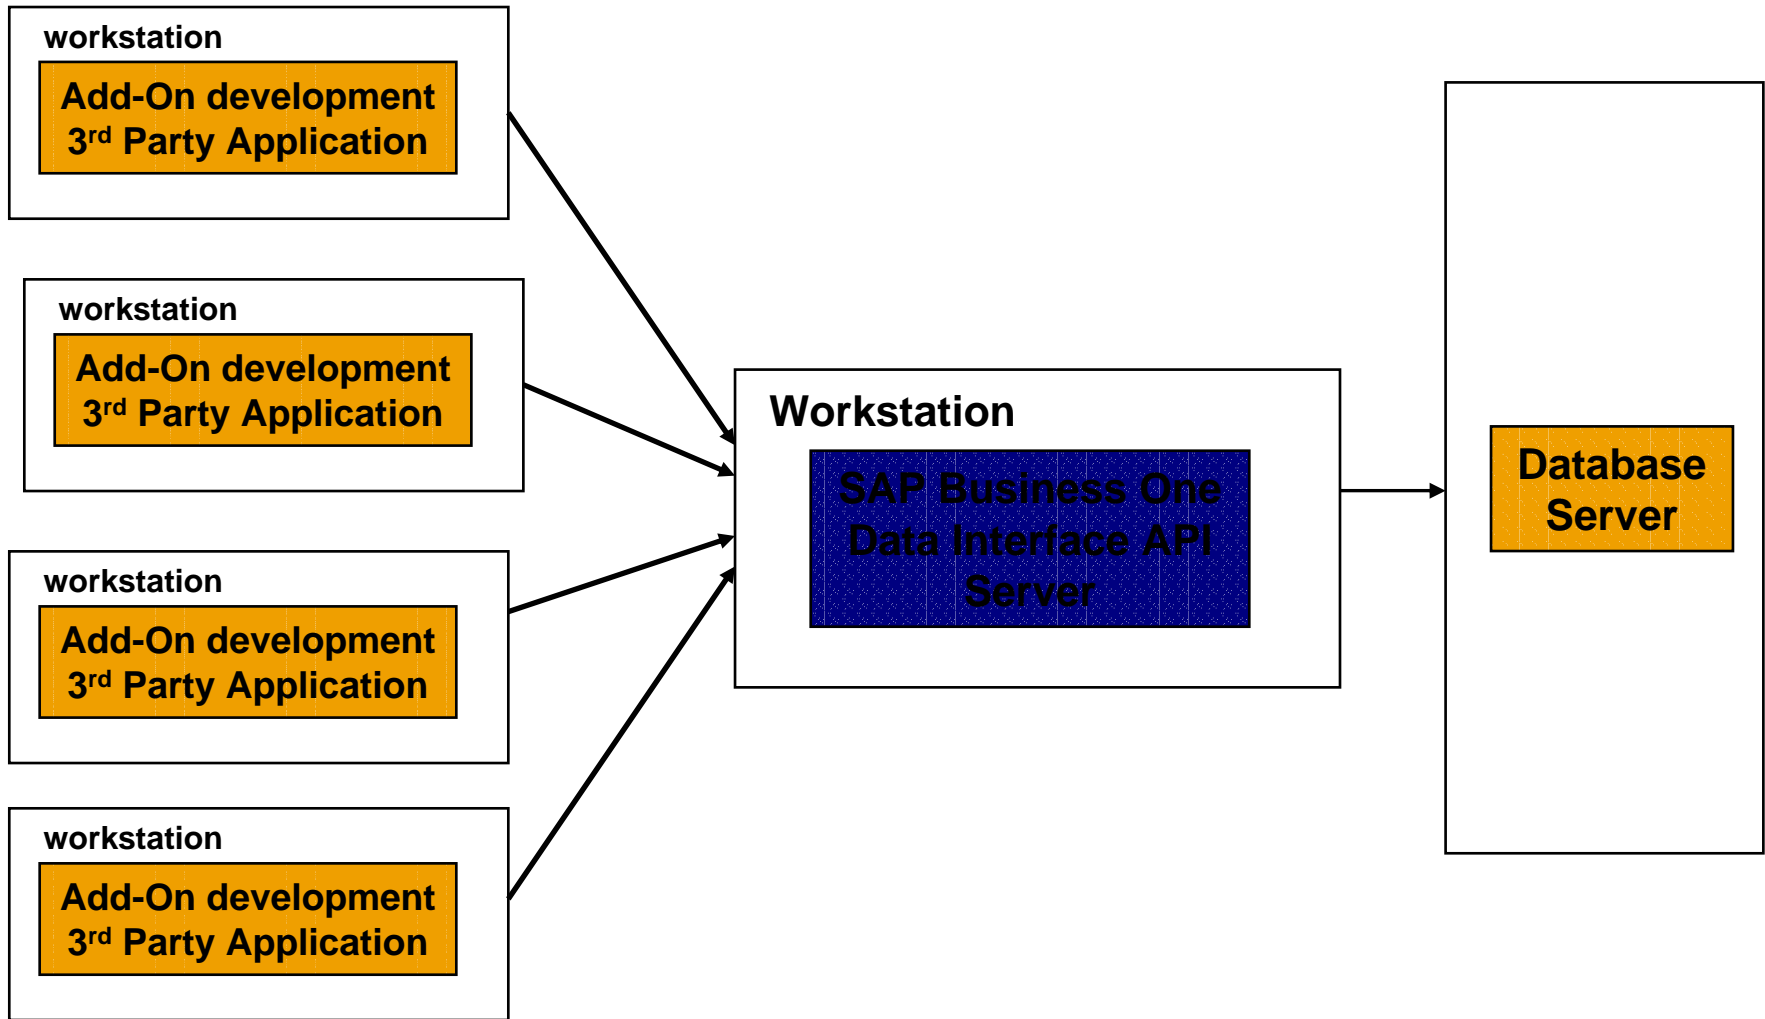 workstation
Add-On development
3rd Party Application
workstation
Add-On development
3rd Party Application
workstation
Add-On development
3rd Party Application
workstation
Add-On development
3rd Party Application
Workstation
SAP Business One
Data Interface API
Server
Database
Server